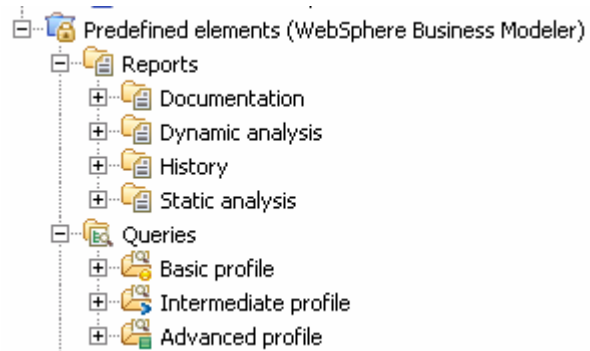 Predefined elements (WebSphere Business Modeler)
Reports
Documentation
Dynamic analysis
History
Static analysis
Queries
Basic profile
Intermediate profile
Advanced profile